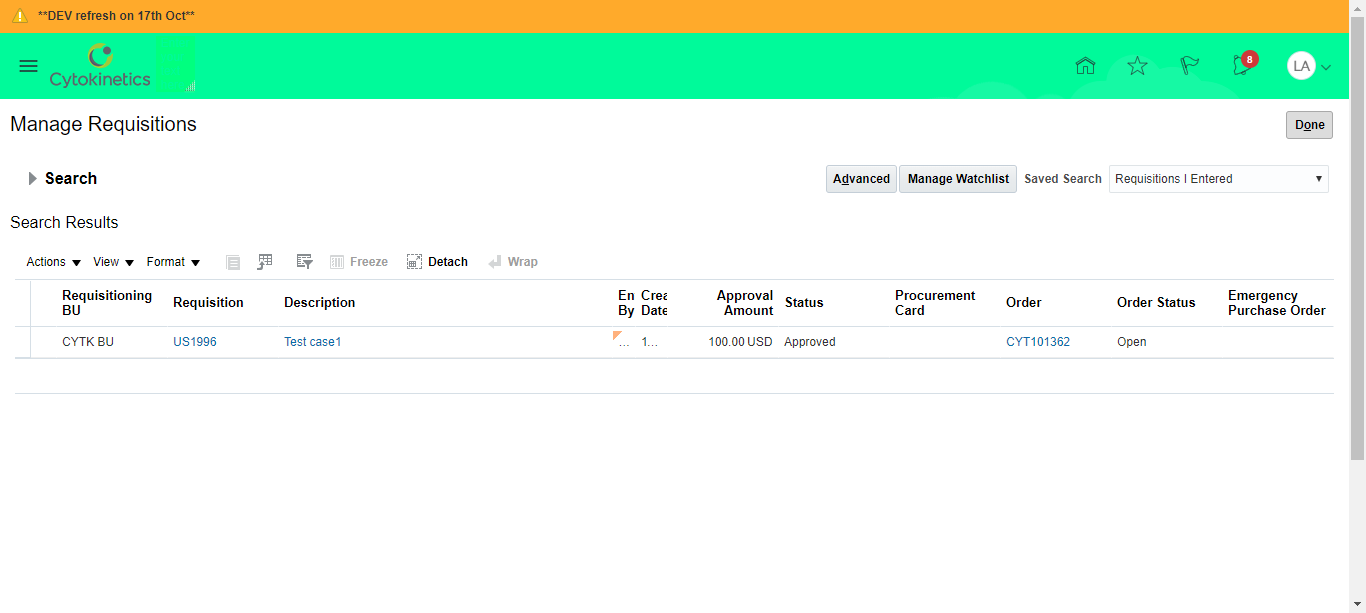 **DEV refresh on 17th Oct**
Cytokinetics
8
LA
Manage Requisitions
Done
Search
Advanced Manage Watchlist Saved Search Requisitions I Entered
Search Results
Actions View Format Freeze Detach Wrap
Requisitioning BU Requisition Description En By Crea Date Approval Amount Status Procurement Card Order Order Status Emergency Purchase Order
CYTK BU US1996 Test case1 ... 1... 100.00 USD Approved CYT101362 Open